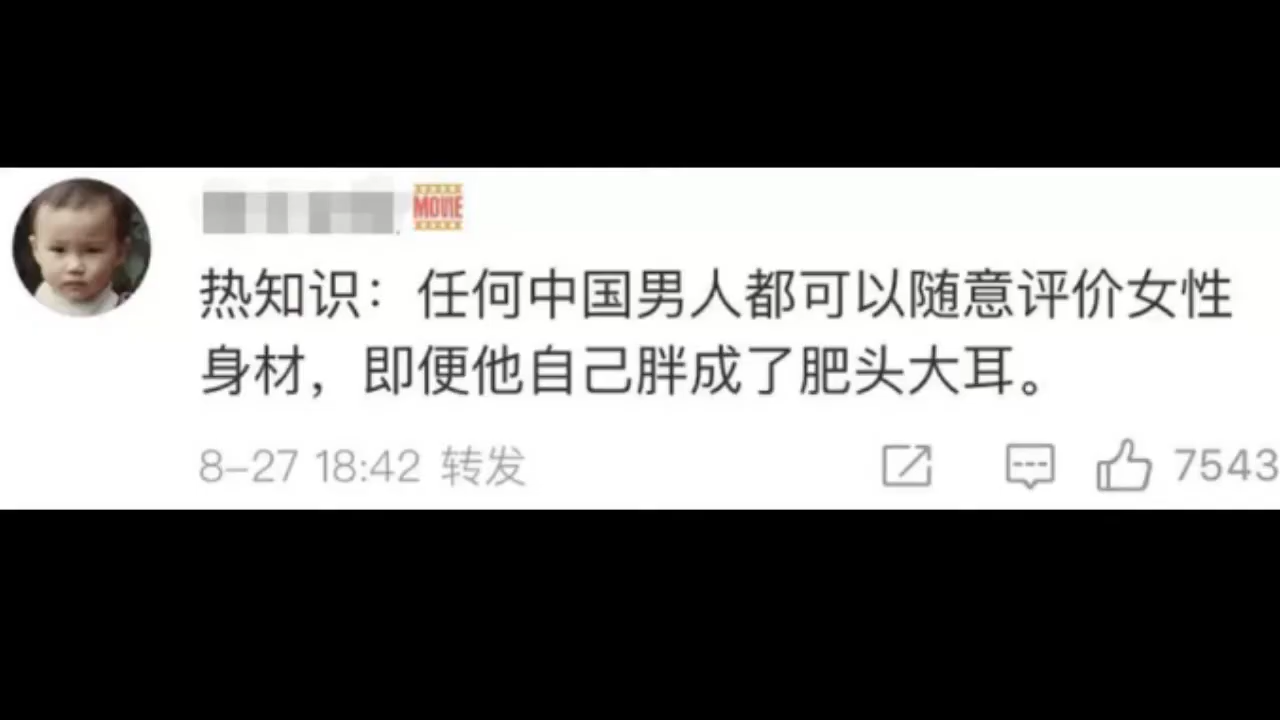 MOVIE
热知识：任何中国男人都可以随意评价女性
身材，即便他自己胖成了肥头大耳。
8-27 18:42 转发
7543